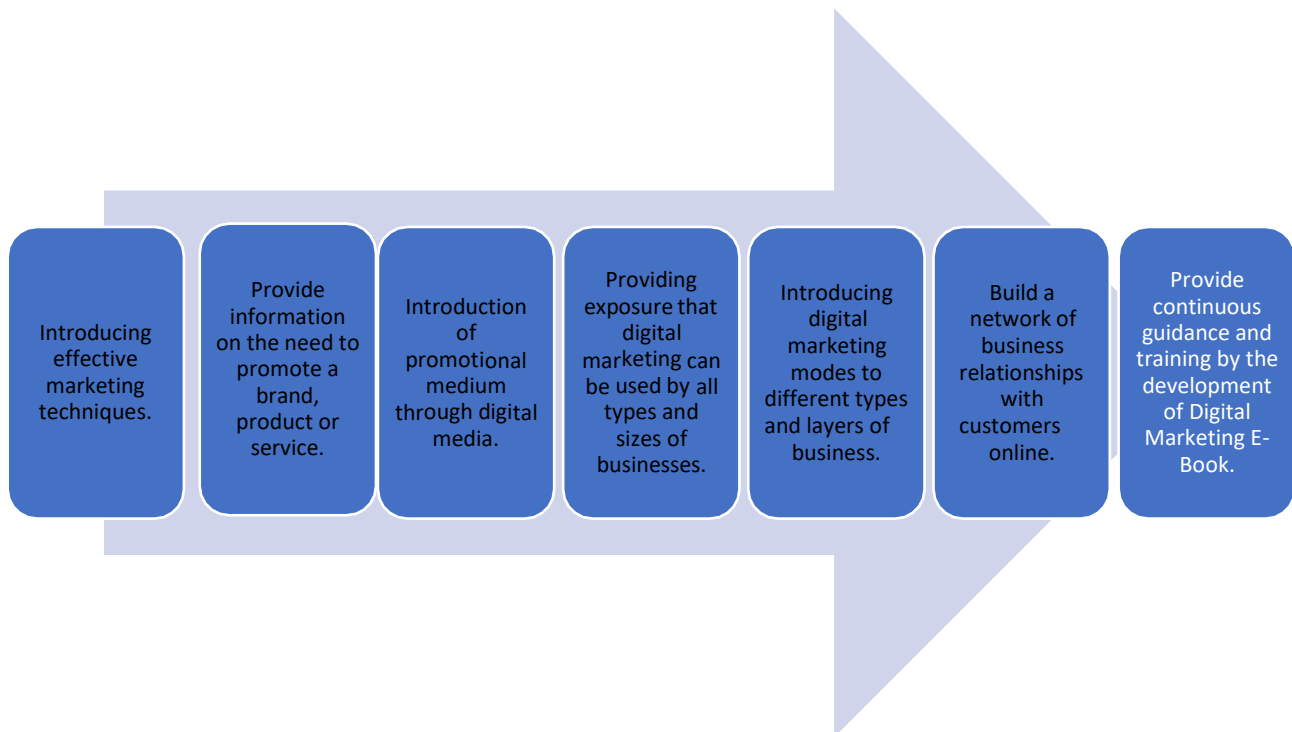 Introducing
effective
marketing
techniques.
Provide
information
on the need to
promote a
brand,
product or
service.
Introduction
of
promotional
medium
through digital
media.
Providing
exposure that
digital
marketing can
be used by all
types and
sizes of
businesses.
Introducing
digital
marketing
modes to
different types
and layers of
business.
Build a
network of
business
relationships
with
customers
online.
Provide
continuous
guidance and
training by the
development
of Digital
Marketing E-
Book.